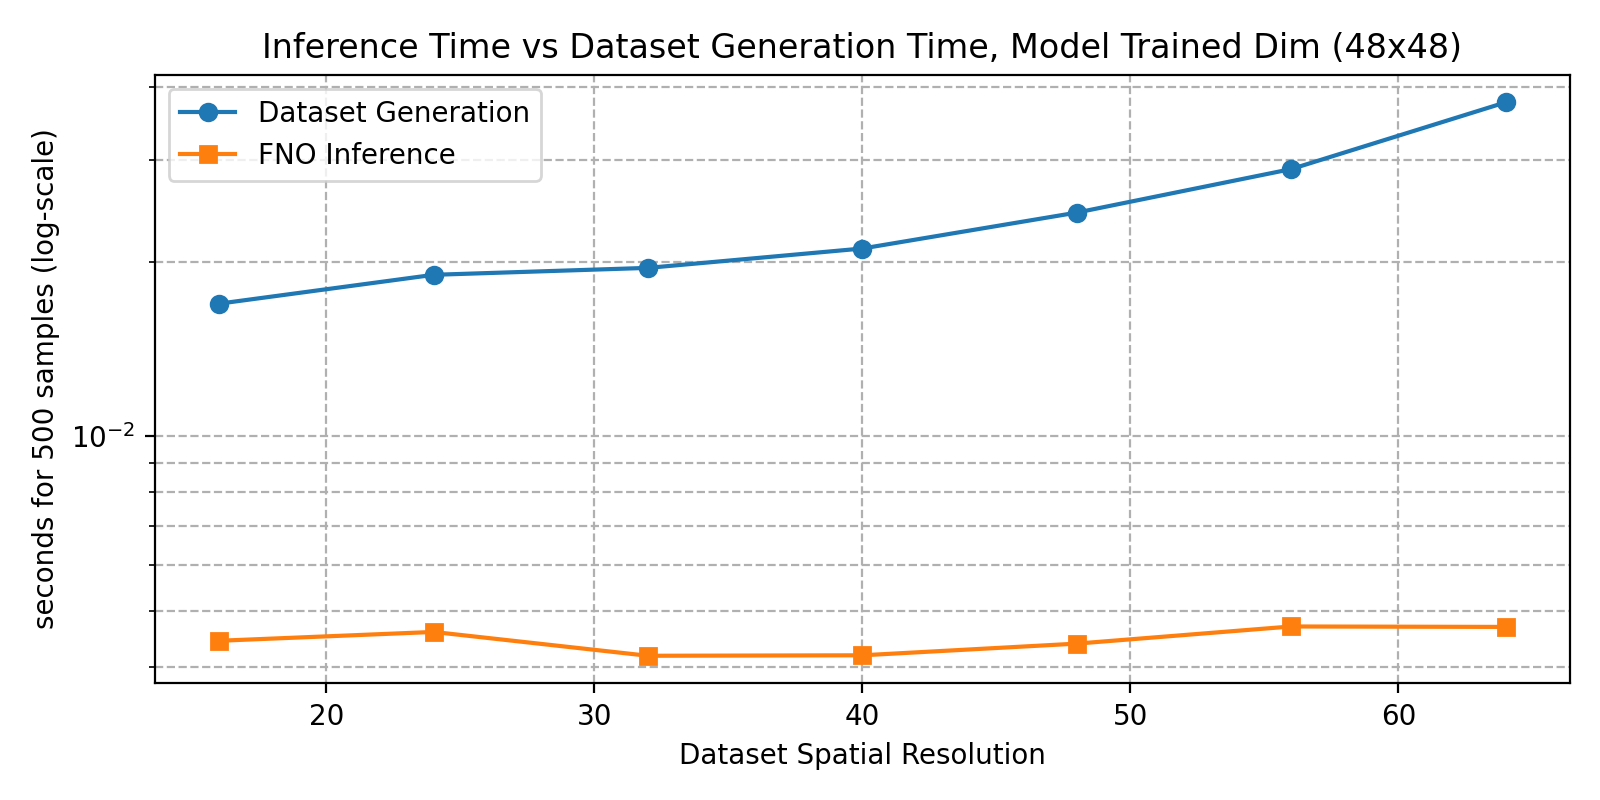 Inference Time vs Dataset Generation Time, Model Trained Dim (48x48)
Dataset Generation
FNO Inference
seconds for 500 samples (log-scale)
10⁻²
20 30 40 50 60
Dataset Spatial Resolution